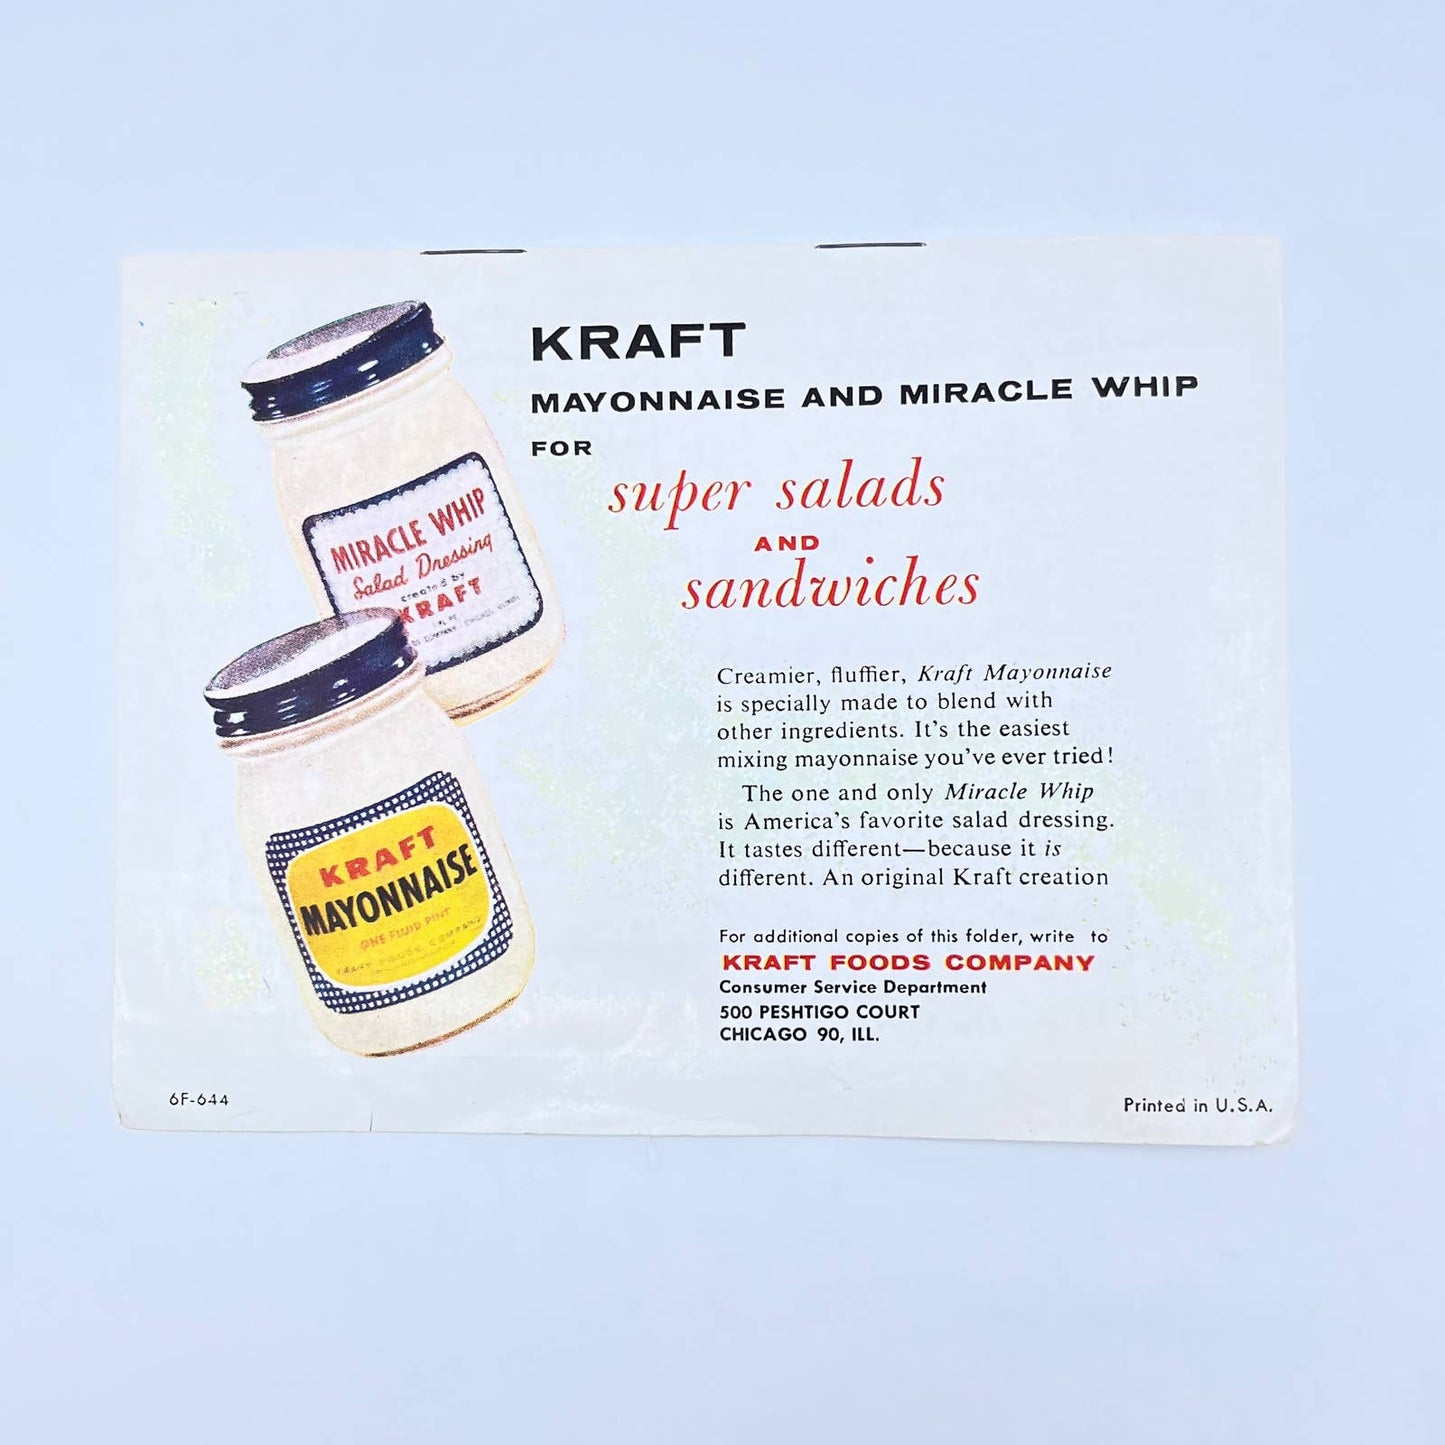 KRAFT
MAYONNAISE AND MIRACLE WHIP
FOR
super salads
AND
sandwiches
MIRACLE WHIP
Salad Dressing
created by
KRAFT
KRAFT
MAYONNAISE
ONE FLUID PINT
KRAFT FOODS COMPANY
Creamier, fluffier, Kraft Mayonnaise
is specially made to blend with
other ingredients. It's the easiest
mixing mayonnaise you've ever tried!
The one and only Miracle Whip
is America's favorite salad dressing.
It tastes different—because it is
different. An original Kraft creation
For additional copies of this folder, write to
KRAFT FOODS COMPANY
Consumer Service Department
500 PESHTIGO COURT
CHICAGO 90, ILL.
6F-644
Printed in U.S.A.